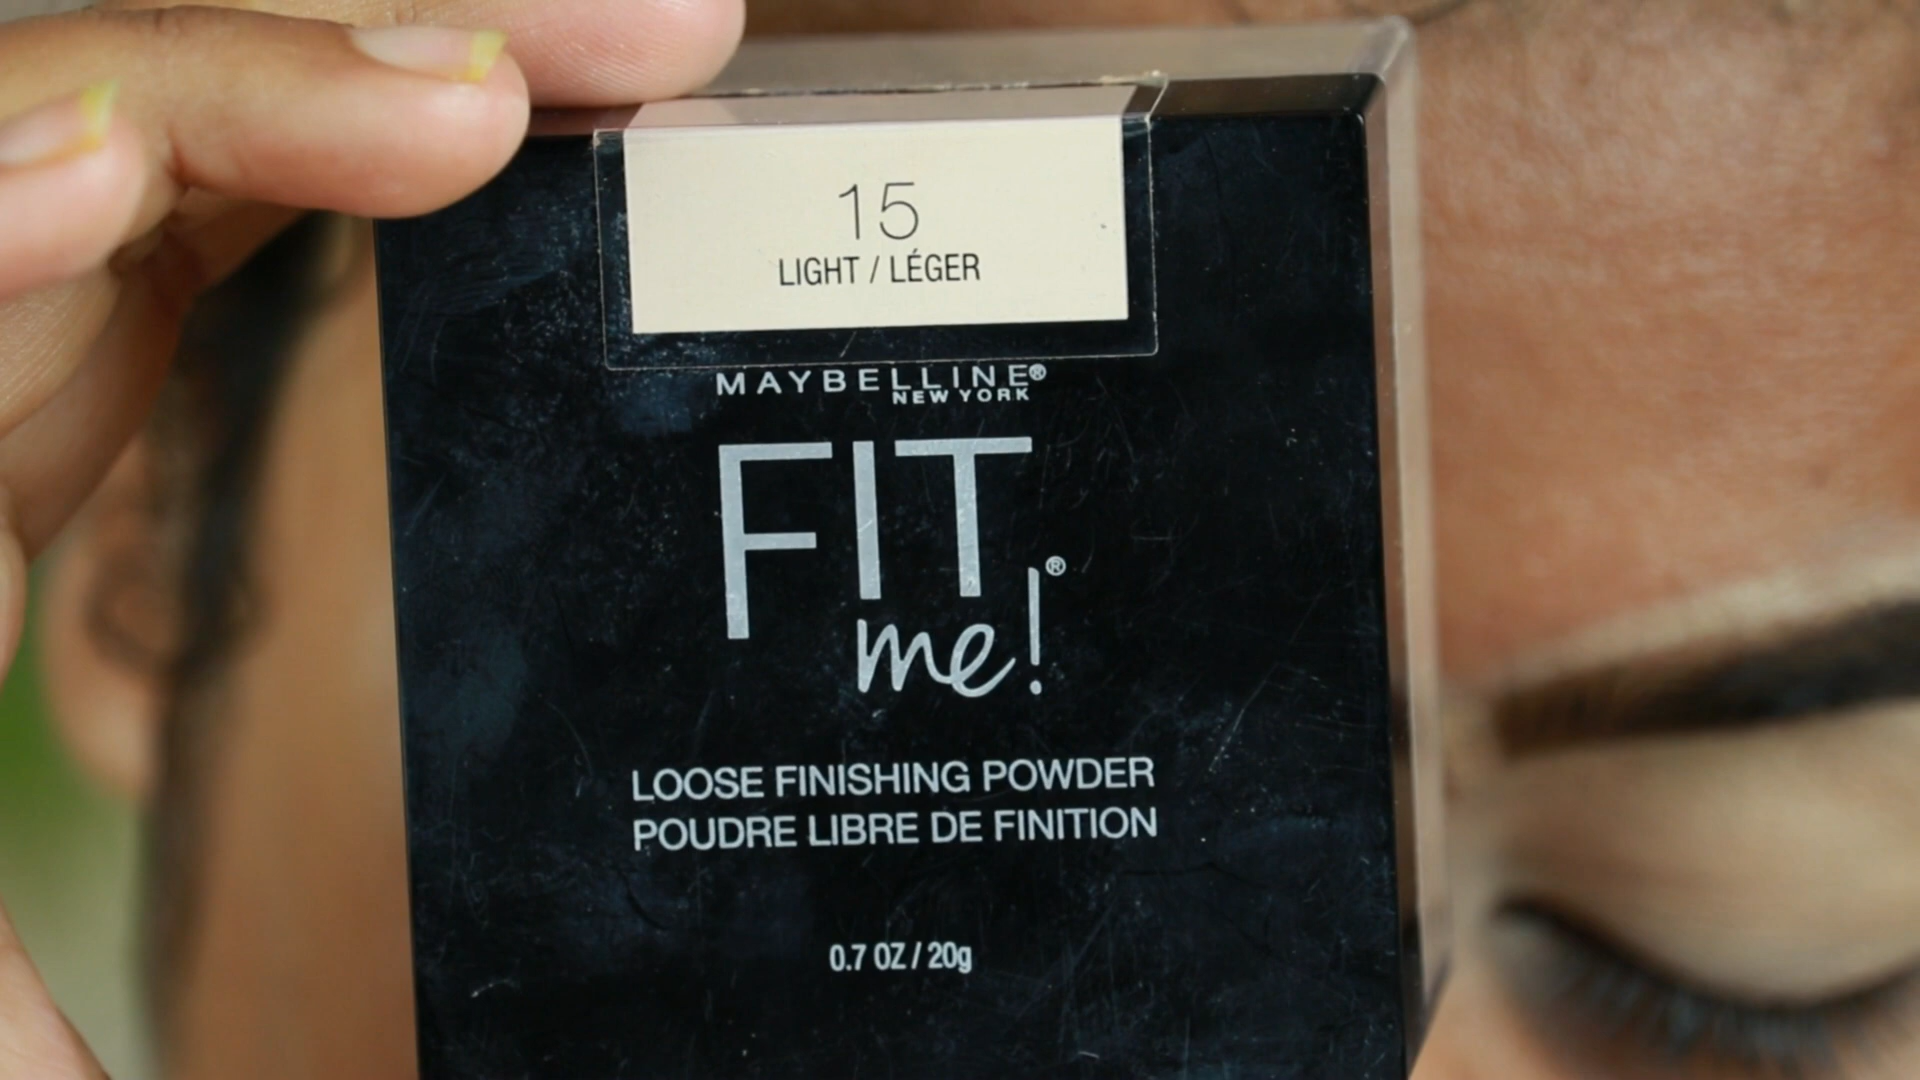 15
LIGHT / LÉGER
MAYBELLINE®
NEW YORK
FIT
me!®
LOOSE FINISHING POWDER
POUDRE LIBRE DE FINITION
0.7 OZ / 20g